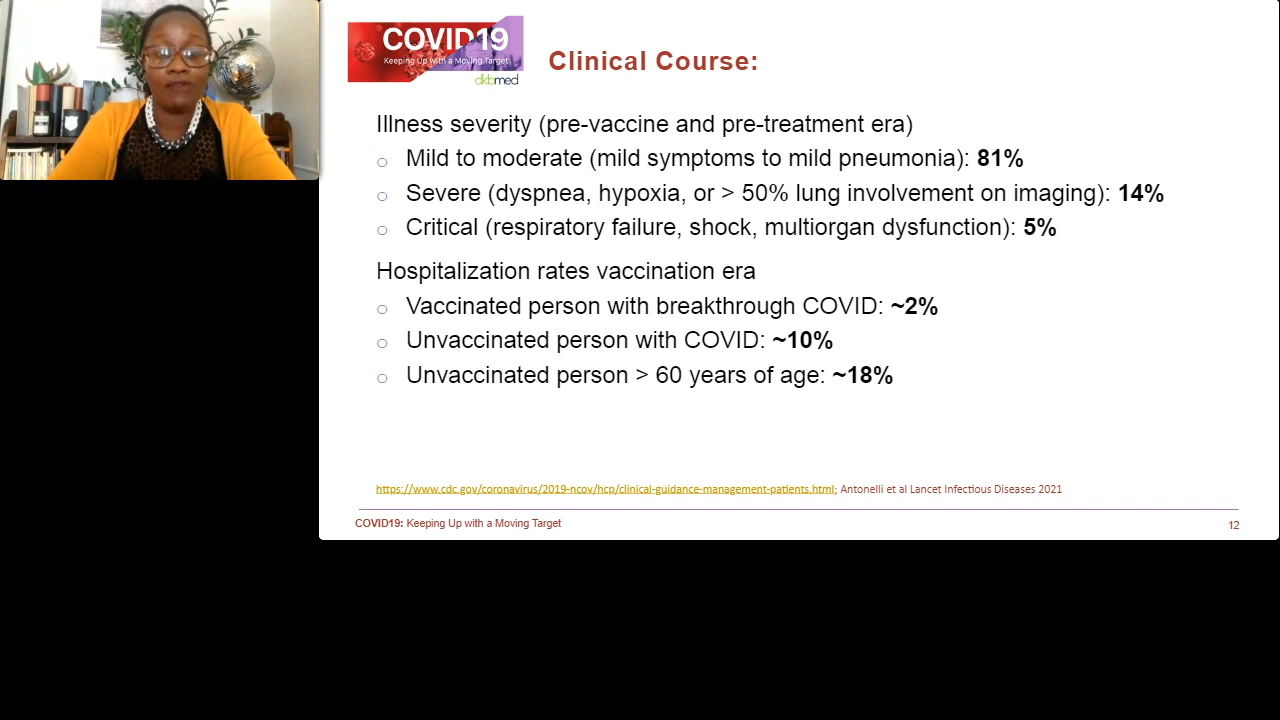 COVID19
Keeping Up with a Moving Target
dkbmed
Clinical Course:
Illness severity (pre-vaccine and pre-treatment era)
o Mild to moderate (mild symptoms to mild pneumonia): 81%
o Severe (dyspnea, hypoxia, or > 50% lung involvement on imaging): 14%
o Critical (respiratory failure, shock, multiorgan dysfunction): 5%
Hospitalization rates vaccination era
o Vaccinated person with breakthrough COVID: ~2%
o Unvaccinated person with COVID: ~10%
o Unvaccinated person > 60 years of age: ~18%
https://www.cdc.gov/coronavirus/2019-ncov/hcp/clinical-guidance-management-patients.html; Antonelli et al Lancet Infectious Diseases 2021
COVID19: Keeping Up with a Moving Target
12